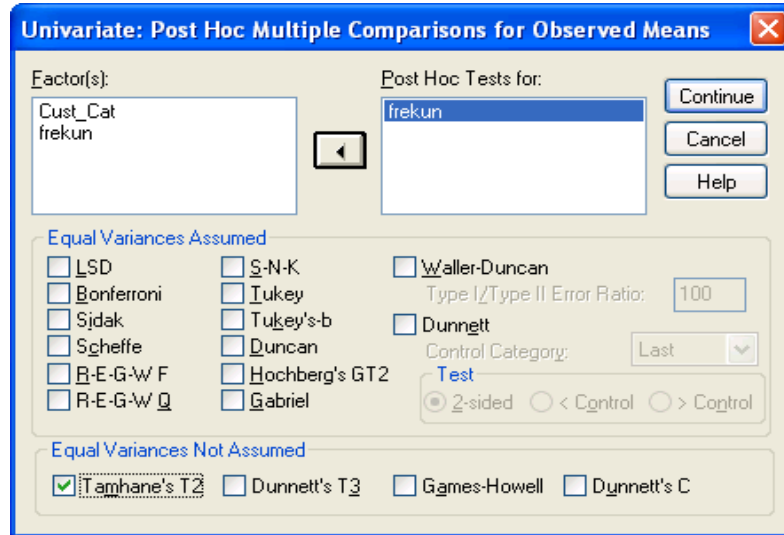 Univariate: Post Hoc Multiple Comparisons for Observed Means
Factor(s):
Cust_Cat
frekun
Post Hoc Tests for:
frekun
Continue
Cancel
Help
Equal Variances Assumed
LSD
Bonferroni
Sidak
Scheffe
R-E-G-W F
R-E-G-W Q
S-N-K
Tukey
Tukey's-b
Duncan
Hochberg's GT2
Gabriel
Waller-Duncan
Type I/Type II Error Ratio: 100
Dunnett
Control Category: Last
Test
2-sided < Control > Control
Equal Variances Not Assumed
Tamhane's T2 Dunnett's T3 Games-Howell Dunnett's C